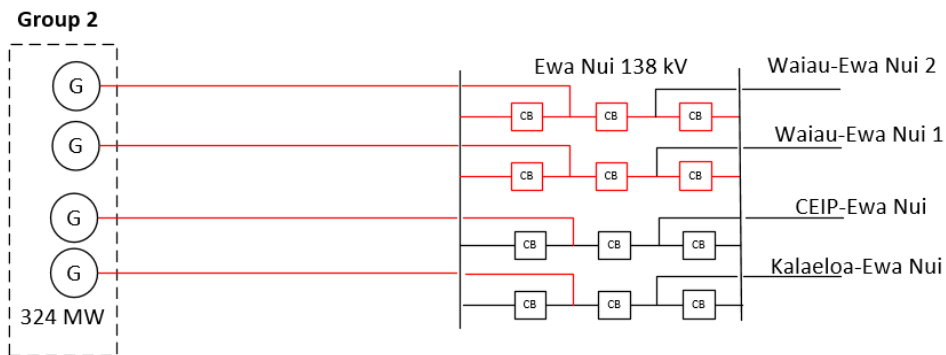 Group 2
G
G
G
G
324 MW
Ewa Nui 138 kV
CB CB CB
CB CB CB
CB CB CB
CB CB CB
Waiau-Ewa Nui 2
Waiau-Ewa Nui 1
CEIP-Ewa Nui
Kalaeloa-Ewa Nui